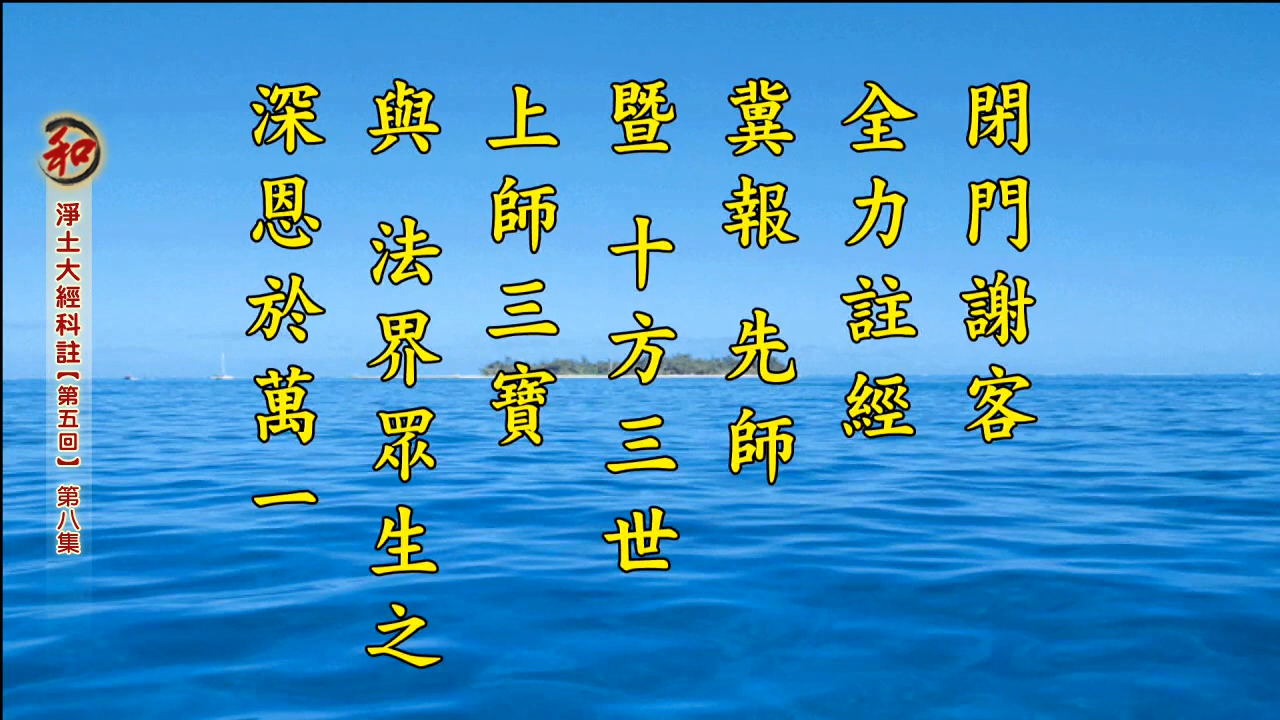 閉門謝客
全力註經
冀報 先師
暨 十方三世
上師三寶
與 法界眾生之
深恩於萬一
和
淨土大經科註【第五回】 第八集